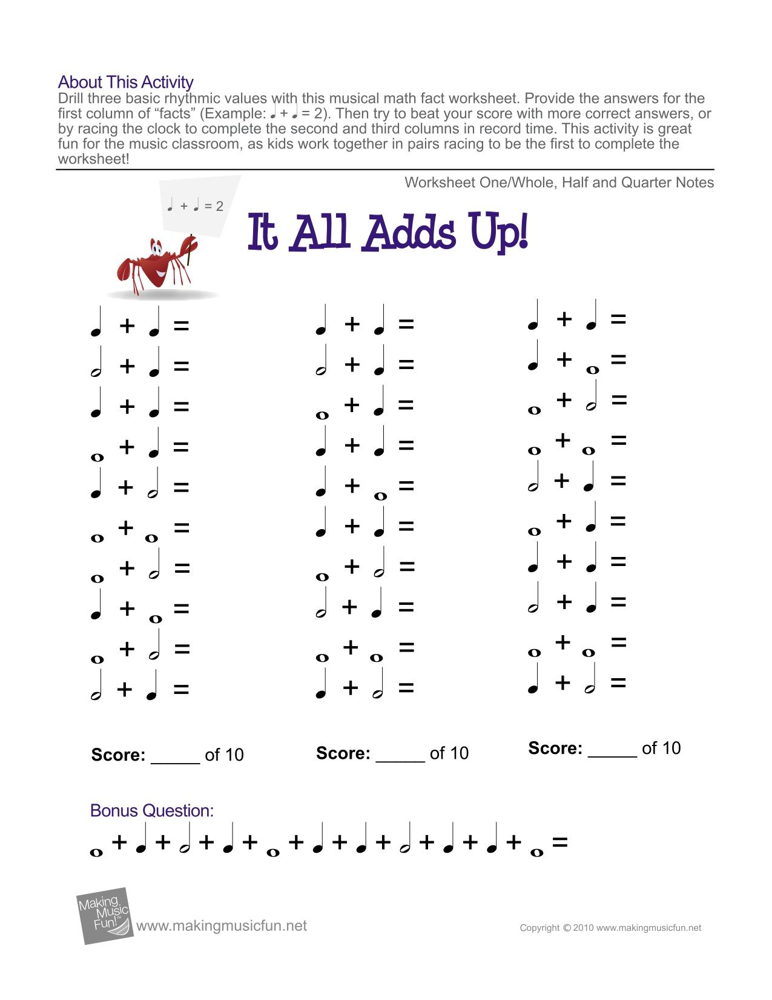 About This Activity
Drill three basic rhythmic values with this musical math fact worksheet. Provide the answers for the
first column of “facts” (Example: ♩ + ♩ = 2). Then try to beat your score with more correct answers, or
by racing the clock to complete the second and third columns in record time. This activity is great
fun for the music classroom, as kids work together in pairs racing to be the first to complete the
worksheet!
Worksheet One/Whole, Half and Quarter Notes
♩ + ♩ = 2
It All Adds Up!
♩ + ♩ =
𝅗𝅥 + ♩ =
♩ + ♩ =
𝅝 + ♩ =
♩ + 𝅗𝅥 =
𝅝 + 𝅝 =
𝅝 + 𝅗𝅥 =
♩ + 𝅝 =
𝅝 + 𝅗𝅥 =
𝅗𝅥 + ♩ =
Score: _____ of 10
♩ + ♩ =
𝅗𝅥 + ♩ =
𝅝 + ♩ =
♩ + ♩ =
♩ + 𝅝 =
♩ + ♩ =
𝅝 + 𝅗𝅥 =
𝅗𝅥 + ♩ =
𝅝 + 𝅝 =
♩ + 𝅗𝅥 =
Score: _____ of 10
♩ + ♩ =
♩ + 𝅝 =
𝅝 + 𝅗𝅥 =
𝅝 + 𝅝 =
𝅗𝅥 + ♩ =
𝅝 + ♩ =
♩ + ♩ =
𝅗𝅥 + ♩ =
𝅝 + 𝅝 =
♩ + 𝅗𝅥 =
Score: _____ of 10
Bonus Question:
𝅝 + ♩ + 𝅗𝅥 + ♩ + 𝅝 + ♩ + ♩ + 𝅗𝅥 + ♩ + ♩ + 𝅝 =
Making
Music
Fun!™
www.makingmusicfun.net
Copyright © 2010 www.makingmusicfun.net